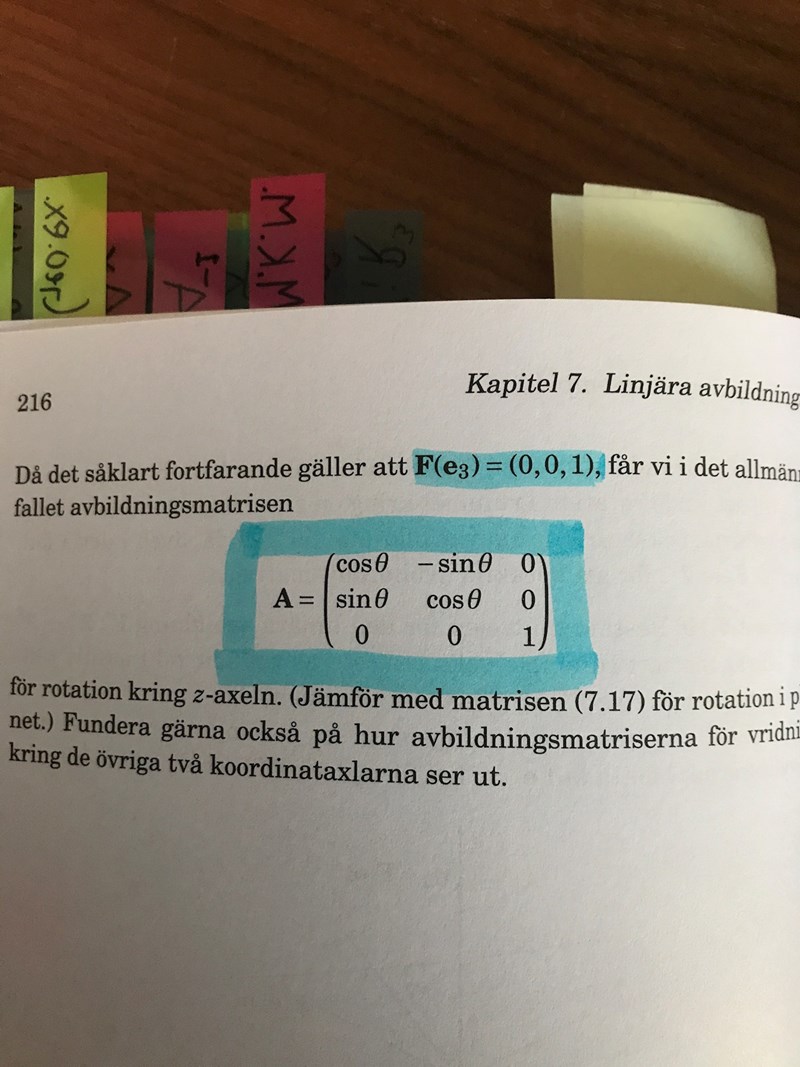 216
Kapitel 7. Linjära avbildning
Då det såklart fortfarande gäller att F(e₃) = (0, 0, 1), får vi i det allmän
fallet avbildningsmatrisen
cosθ −sinθ 0
A = sinθ cosθ 0
0 0 1
för rotation kring z-axeln. (Jämför med matrisen (7.17) för rotation i p
net.) Fundera gärna också på hur avbildningsmatriserna för vridni
kring de övriga två koordinataxlarna ser ut.